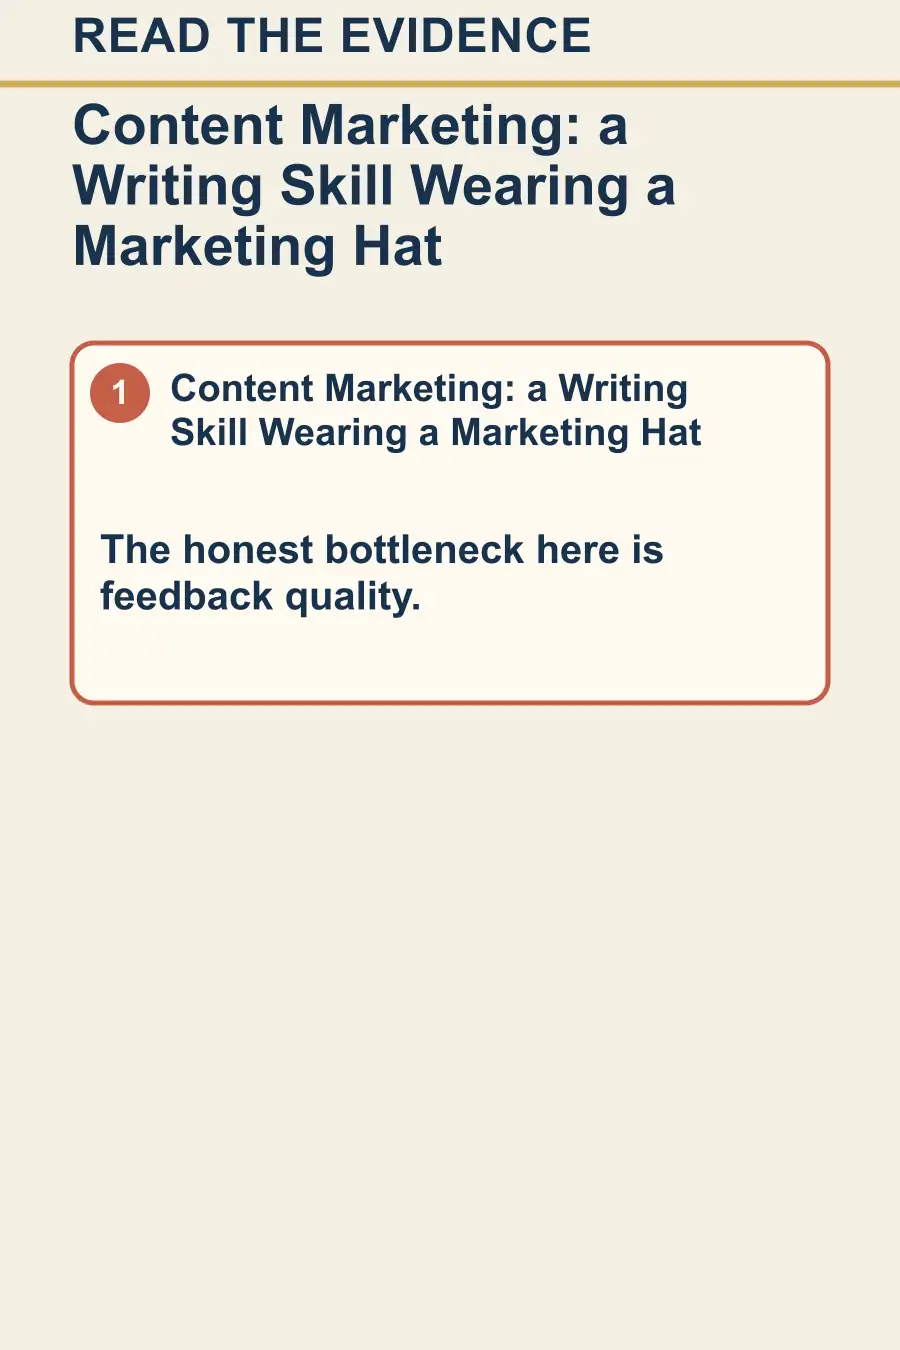 READ THE EVIDENCE
Content Marketing: a
Writing Skill Wearing a
Marketing Hat
1
Content Marketing: a Writing
Skill Wearing a Marketing Hat
The honest bottleneck here is
feedback quality.